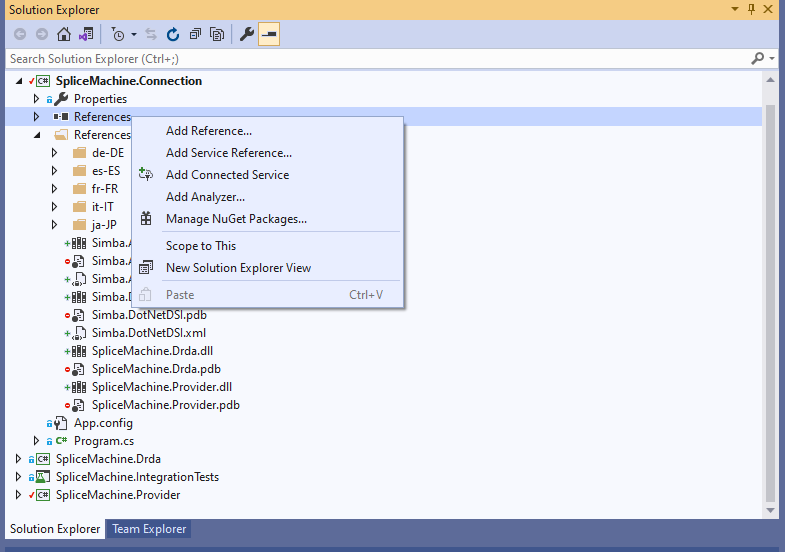 Solution Explorer
Search Solution Explorer (Ctrl+;)
SpliceMachine.Connection
Properties
References
References
de-DE
es-ES
fr-FR
it-IT
ja-JP
Simba.
Simba.
Simba.
Simba.
Simba.DotNetDSI.pdb
Simba.DotNetDSI.xml
SpliceMachine.Drda.dll
SpliceMachine.Drda.pdb
SpliceMachine.Provider.dll
SpliceMachine.Provider.pdb
App.config
C# Program.cs
C# SpliceMachine.Drda
SpliceMachine.IntegrationTests
C# SpliceMachine.Provider
Add Reference...
Add Service Reference...
Add Connected Service
Add Analyzer...
Manage NuGet Packages...
Scope to This
New Solution Explorer View
Paste Ctrl+V
Solution Explorer Team Explorer